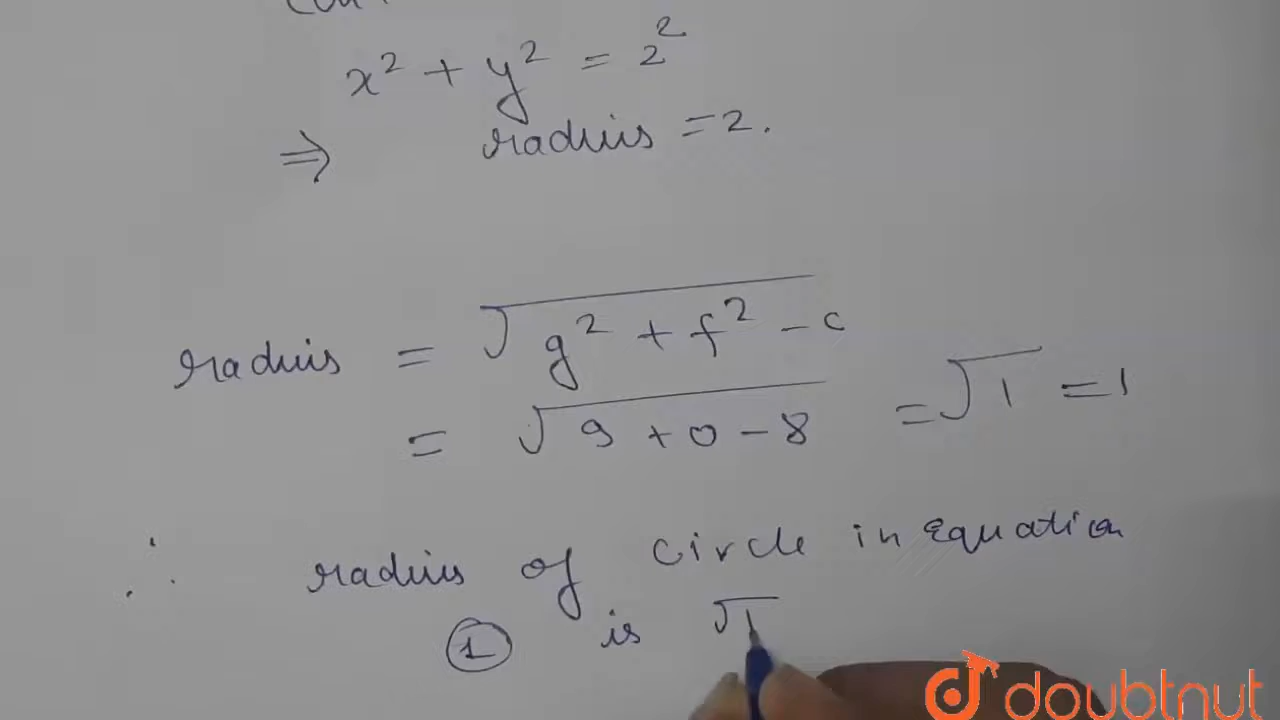 x² + y² = 2²
⇒ radius = 2.
radius = √g² + f² - c
= √9 + 0 - 8 = √1 = 1
∴ radius of circle in Equation
① is √1
doubtnut